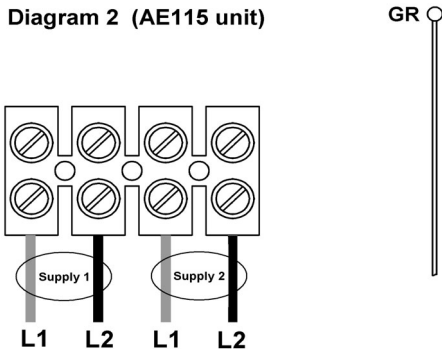 Diagram 2 (AE115 unit)
GR
Supply 1
Supply 2
L1 L2 L1 L2